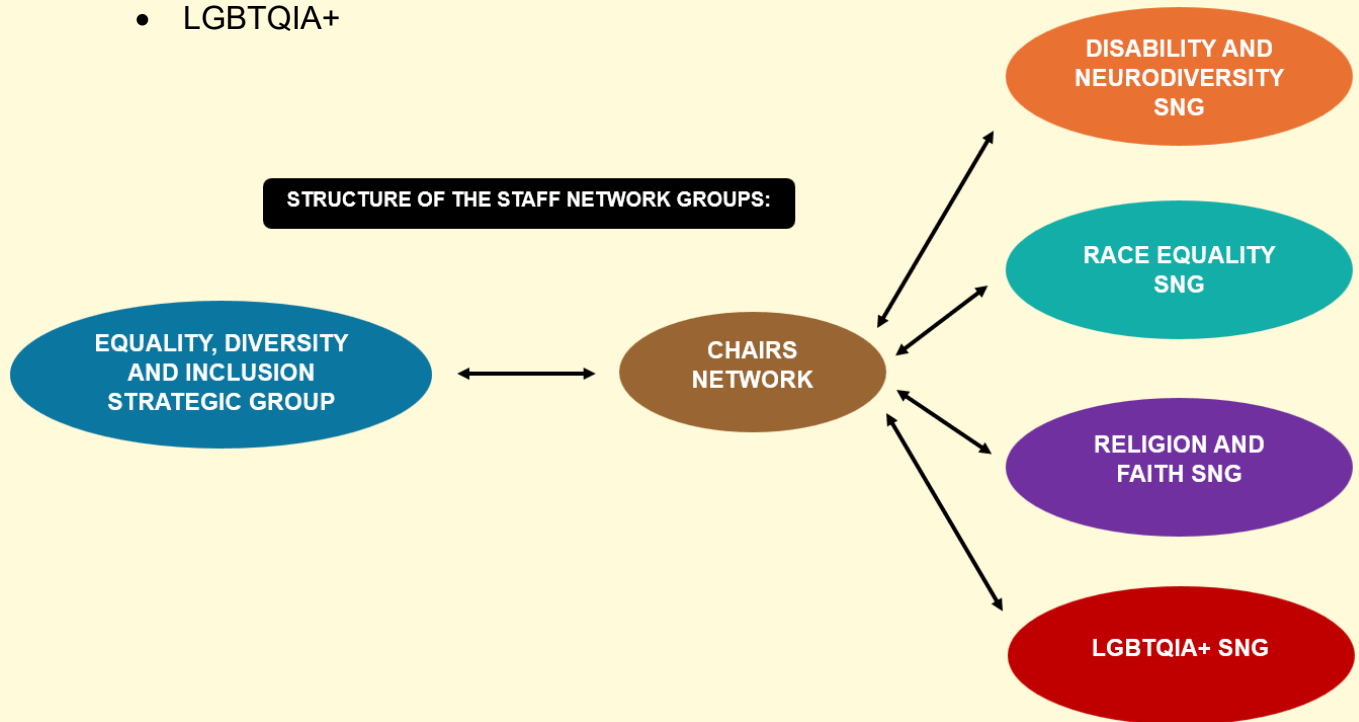 • LGBTQIA+
DISABILITY AND
NEURODIVERSITY
SNG
STRUCTURE OF THE STAFF NETWORK GROUPS:
RACE EQUALITY
SNG
EQUALITY, DIVERSITY
AND INCLUSION
STRATEGIC GROUP
CHAIRS
NETWORK
RELIGION AND
FAITH SNG
LGBTQIA+ SNG